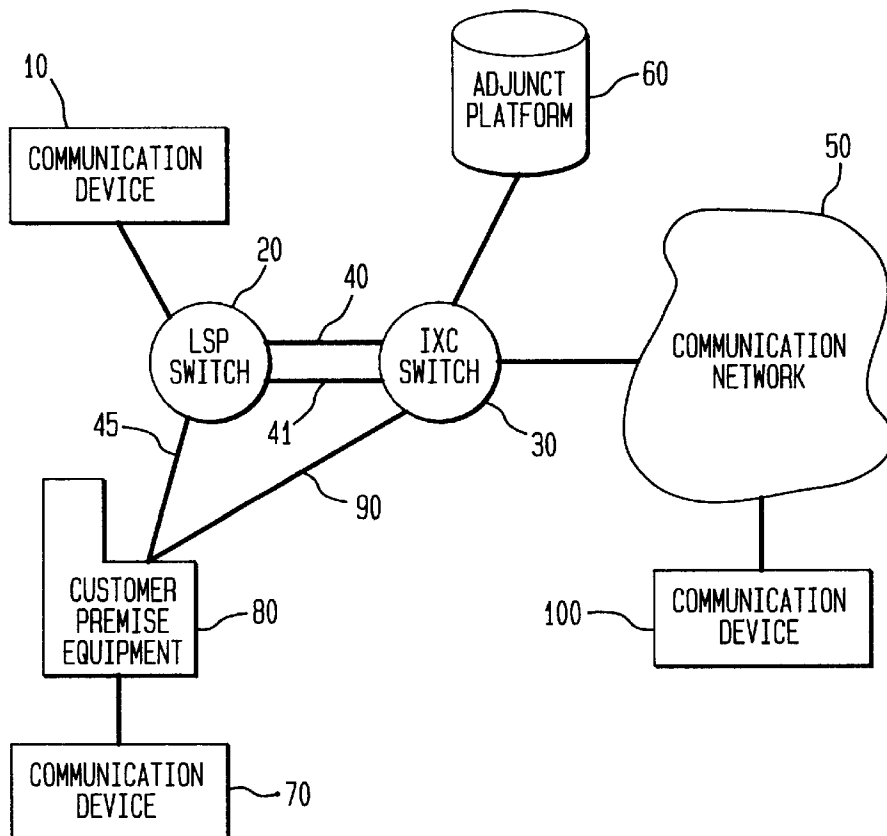 10
COMMUNICATION
DEVICE
ADJUNCT
PLATFORM
60
50
20
LSP
SWITCH
40
IXC
SWITCH
COMMUNICATION
NETWORK
45
41
30
90
CUSTOMER
PREMISE
EQUIPMENT
80
100
COMMUNICATION
DEVICE
COMMUNICATION
DEVICE
70